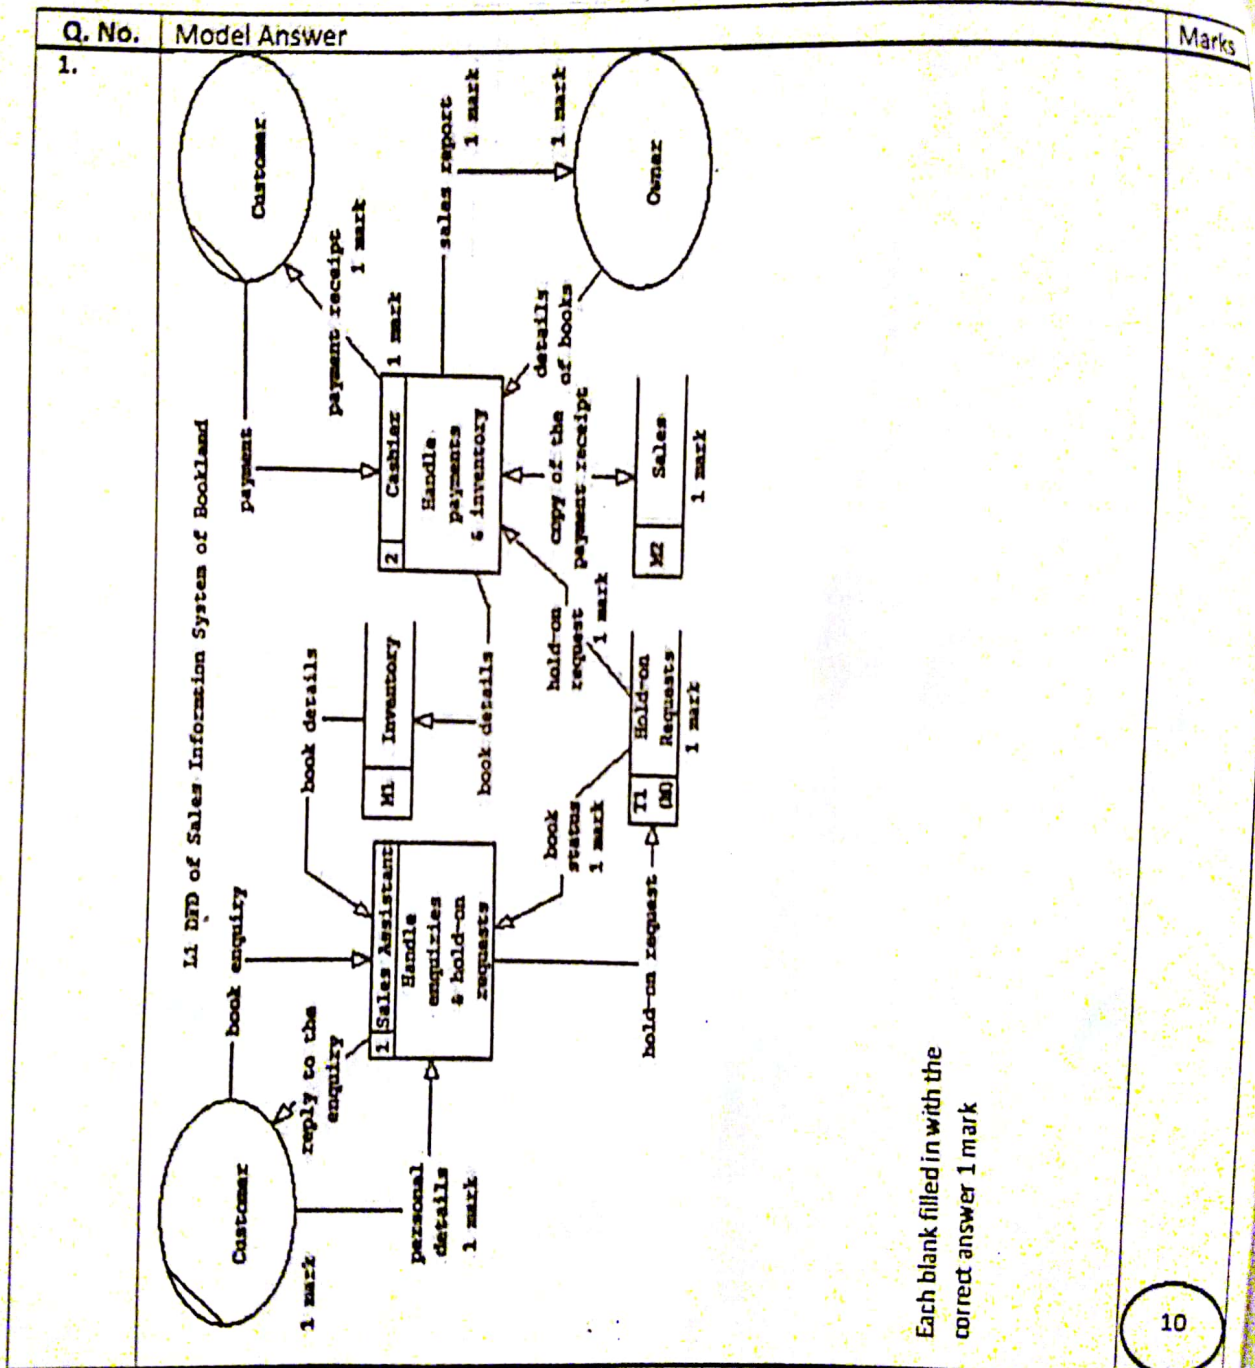 Q. No.
Model Answer
Marks
1.
L1 DFD of Sales Information System of Bookland
Customer
1 mark
book enquiry
reply to the
enquiry
personal
details
1 mark
1
Sales Assistant
Handle
enquiries
& hold-on
requests
book details
M1
Inventory
book details
book
status
1 mark
hold-on request
T1
(M)
Hold-on
Requests
1 mark
hold-on
request
1 mark
payment
2
Cashier
1 mark
Handle
payments
& inventory
Customer
payment receipt
1 mark
sales report
1 mark
1 mark
Owner
details
of books
copy of the
payment receipt
M2
Sales
1 mark
Each blank filled in with the
correct answer 1 mark
10